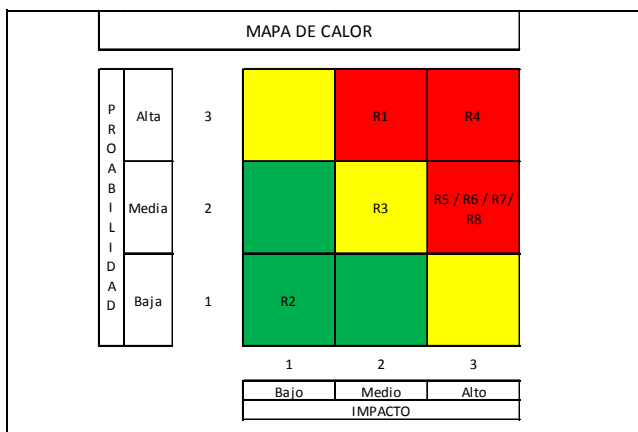 MAPA DE CALOR
PROABILIDAD
Alta 3 R1 R4
Media 2 R3 R5 / R6 / R7/
R8
Baja 1 R2
1 2 3
Bajo Medio Alto
IMPACTO